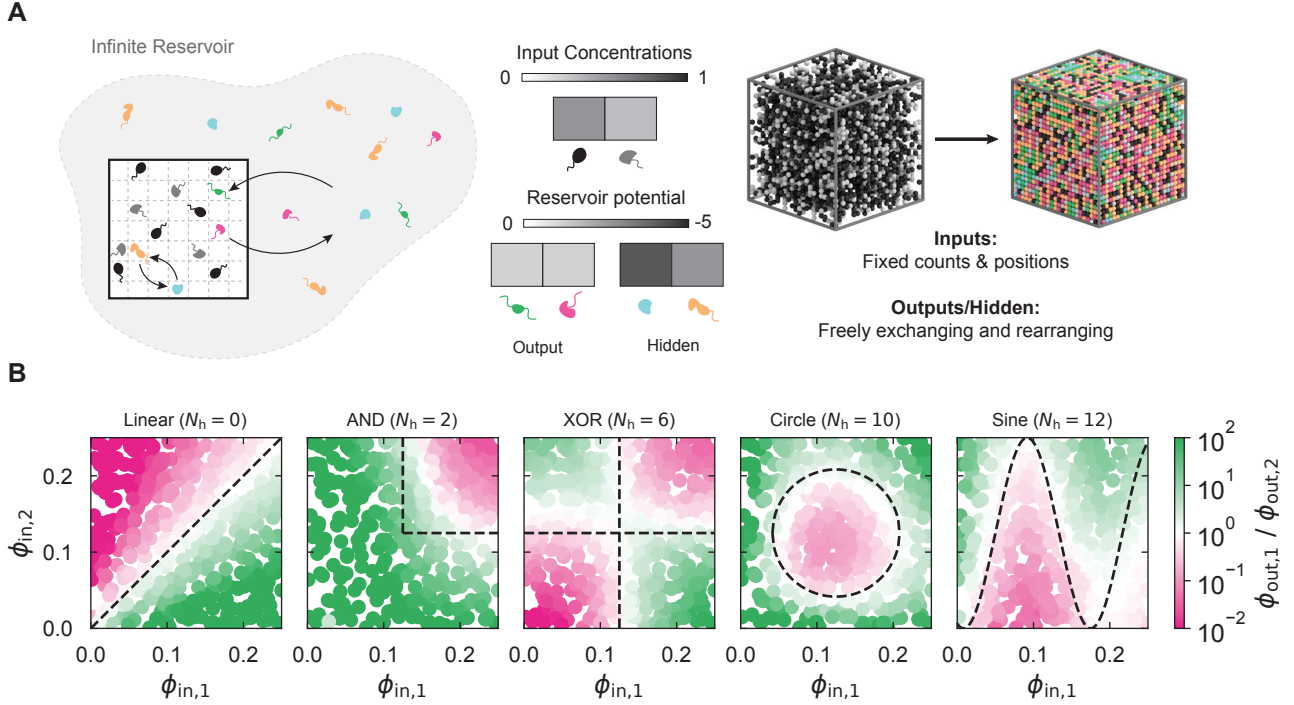 A
Infinite Reservoir
Input Concentrations
0 1
Reservoir potential
0 -5
Output Hidden
Inputs:
Fixed counts & positions
Outputs/Hidden:
Freely exchanging and rearranging
B
Linear (N_h = 0) AND (N_h = 2) XOR (N_h = 6) Circle (N_h = 10) Sine (N_h = 12)
ϕ_in,2
0.2
0.1
0.0
0.0 0.1 0.2 0.0 0.1 0.2 0.0 0.1 0.2 0.0 0.1 0.2 0.0 0.1 0.2
ϕ_in,1 ϕ_in,1 ϕ_in,1 ϕ_in,1 ϕ_in,1
10^2
10^1
10^0
10^−1
10^−2
ϕ_out,1 / ϕ_out,2